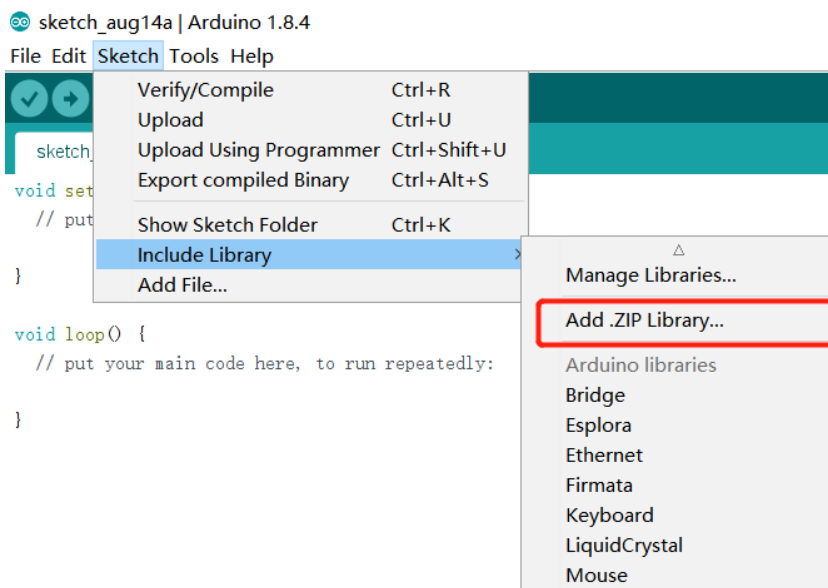 sketch_aug14a | Arduino 1.8.4
File Edit Sketch Tools Help
Verify/Compile Ctrl+R
Upload Ctrl+U
sketch_
Upload Using Programmer Ctrl+Shift+U
Export compiled Binary Ctrl+Alt+S
void set
// put
Show Sketch Folder Ctrl+K
Include Library
}
Add File...
Manage Libraries...
Add .ZIP Library...
Arduino libraries
Bridge
Esplora
Ethernet
Firmata
Keyboard
LiquidCrystal
Mouse
void loop() {
// put your main code here, to run repeatedly:
}